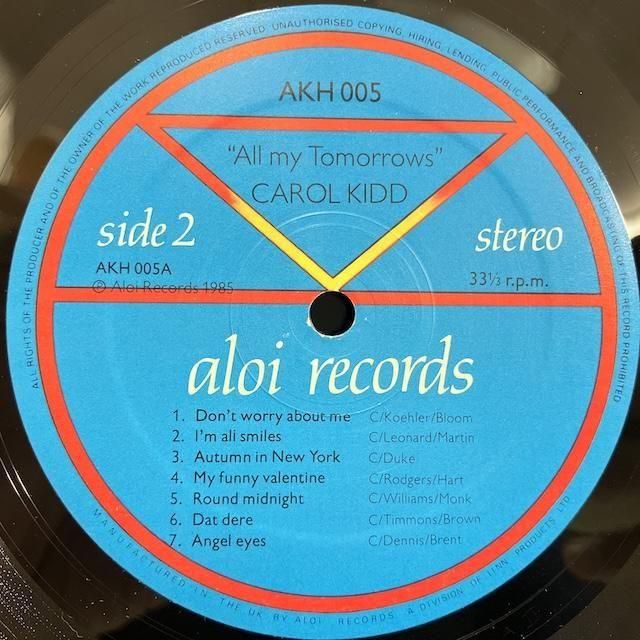 ALL RIGHTS OF THE PRODUCER AND OF THE OWNER OF THE WORK REPRODUCED RESERVED. UNAUTHORISED COPYING, HIRING, LENDING, PUBLIC PERFORMANCE AND BROADCASTING OF THIS RECORD PROHIBITED
AKH 005
“All my Tomorrows”
CAROL KIDD
side 2
stereo
AKH 005A
33⅓ r.p.m.
© Aloi Records 1985
aloi records
1. Don't worry about me C/Koehler/Bloom
2. I'm all smiles C/Leonard/Martin
3. Autumn in New York C/Duke
4. My funny valentine C/Rodgers/Hart
5. Round midnight C/Williams/Monk
6. Dat dere C/Timmons/Brown
7. Angel eyes C/Dennis/Brent
MANUFACTURED IN THE UK BY ALOI RECORDS. A DIVISION OF LINN PRODUCTS LTD